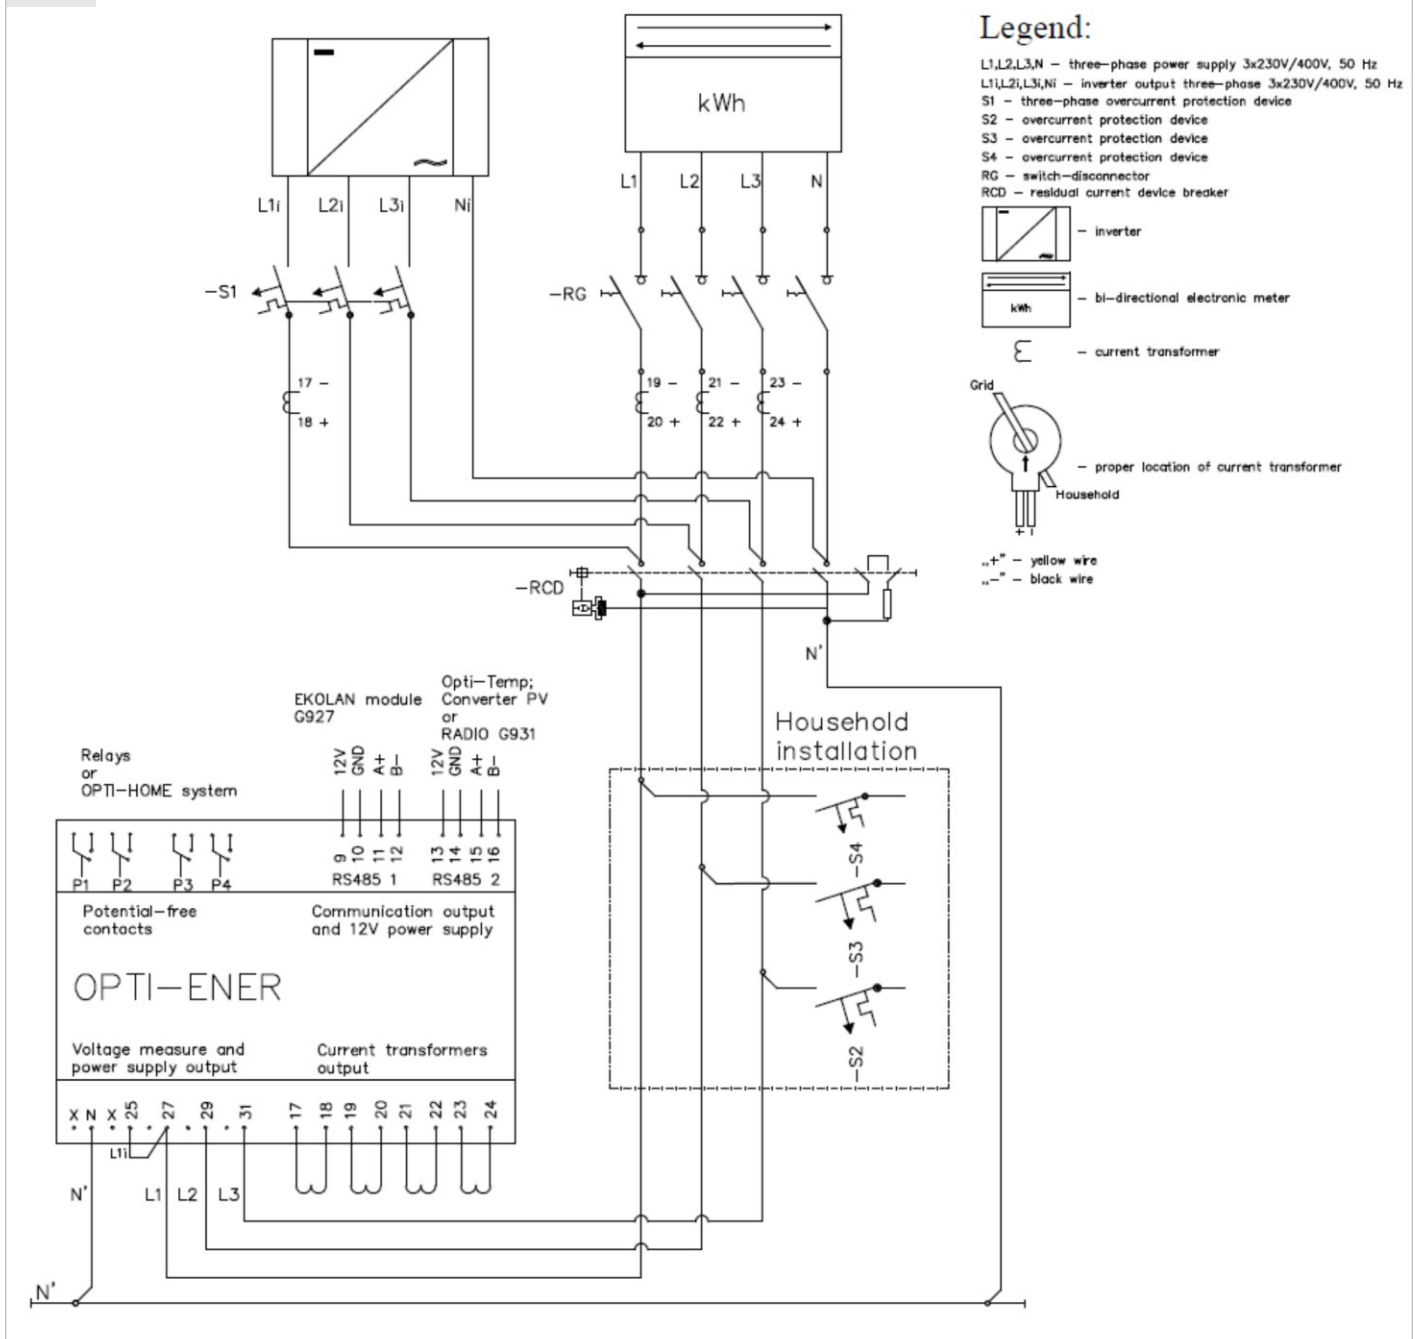 Legend:
L1,L2,L3,N – three–phase power supply 3x230V/400V, 50 Hz
L1i,L2i,L3i,Ni – inverter output three–phase 3x230V/400V, 50 Hz
S1 – three–phase overcurrent protection device
S2 – overcurrent protection device
S3 – overcurrent protection device
S4 – overcurrent protection device
RG – switch–disconnector
RCD – residual current device breaker
– inverter
kWh
– bi–directional electronic meter
– current transformer
Grid
– proper location of current transformer
Household
+ –
„+" – yellow wire
„–" – black wire
kWh
L1 L2 L3 N
L1i L2i L3i Ni
–S1
–RG
17 –
18 +
19 –
20 +
21 –
22 +
23 –
24 +
–RCD
N'
Household
installation
–S4
–S3
–S2
EKOLAN module
G927
Opti–Temp;
Converter PV
or
RADIO G931
Relays
or
OPTI–HOME system
12V GND A+ B–
12V GND A+ B–
9 10 11 12
13 14 15 16
P1 P2 P3 P4
RS485 1
RS485 2
Potential–free
contacts
Communication output
and 12V power supply
OPTI–ENER
Voltage measure and
power supply output
Current transformers
output
X N X 25 27 29 31 17 18 19 20 21 22 23 24
L1i
N' L1 L2 L3
N'